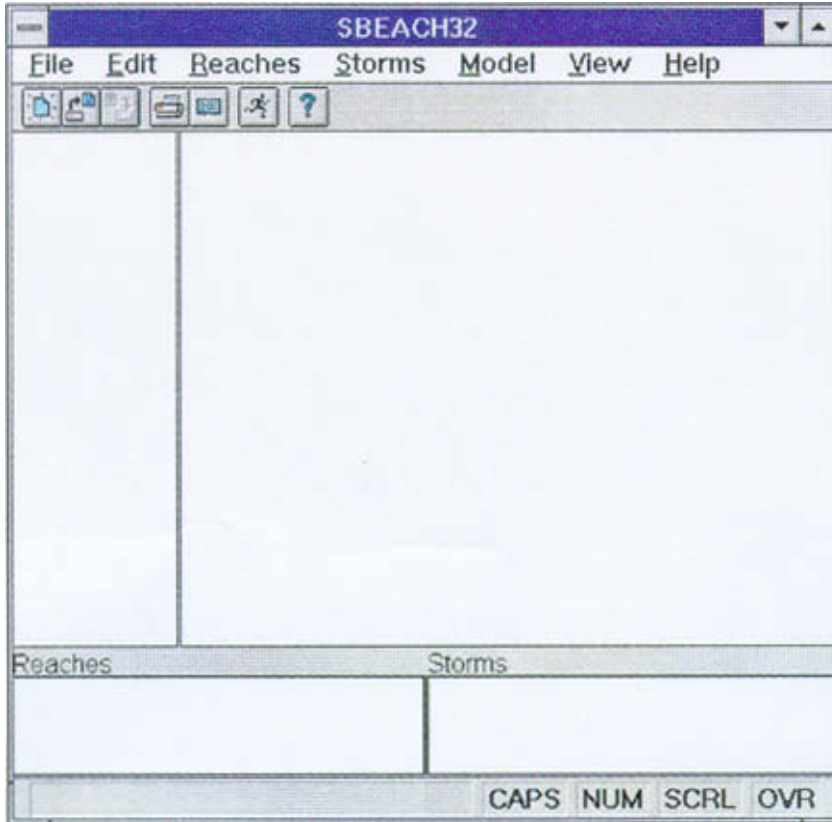 SBEACH32
File Edit Reaches Storms Model View Help
?
Reaches Storms
CAPS NUM SCRL OVR